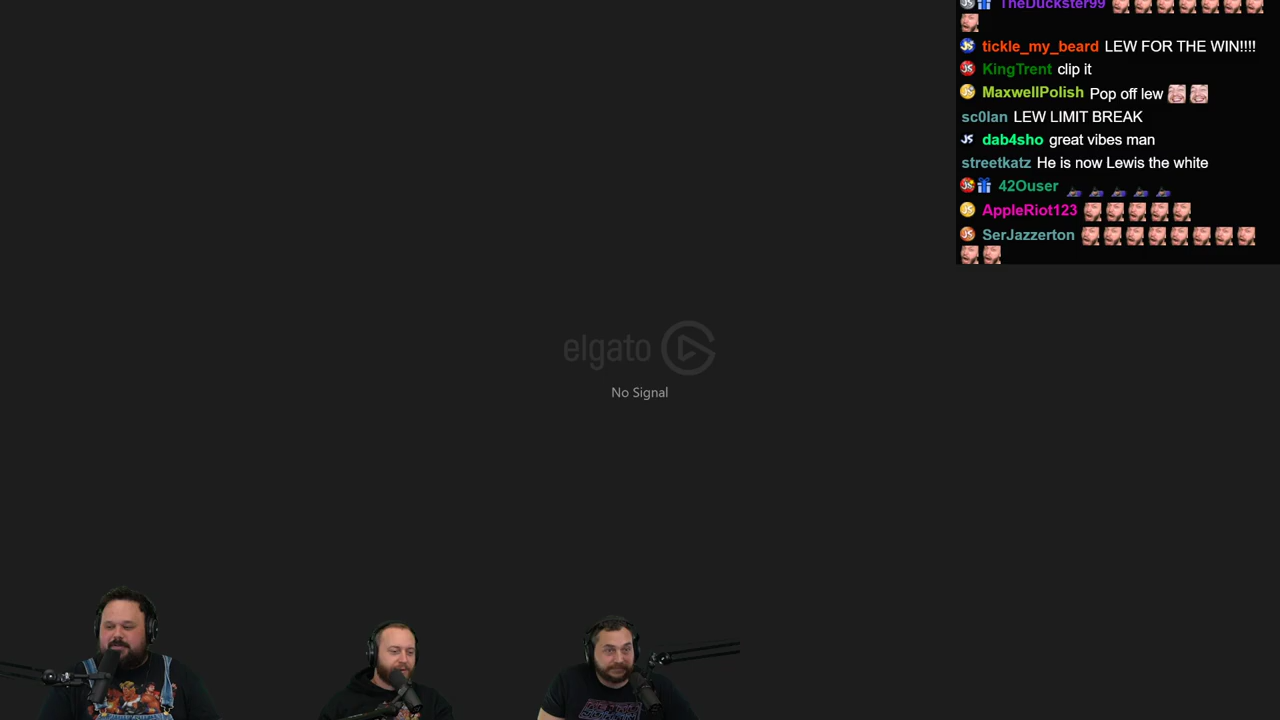 TheDuckster99
tickle_my_beard LEW FOR THE WIN!!!!
KingTrent clip it
MaxwellPolish Pop off lew
sc0lan LEW LIMIT BREAK
dab4sho great vibes man
streetkatz He is now Lewis the white
42Ouser
AppleRiot123
SerJazzerton
elgato
No Signal